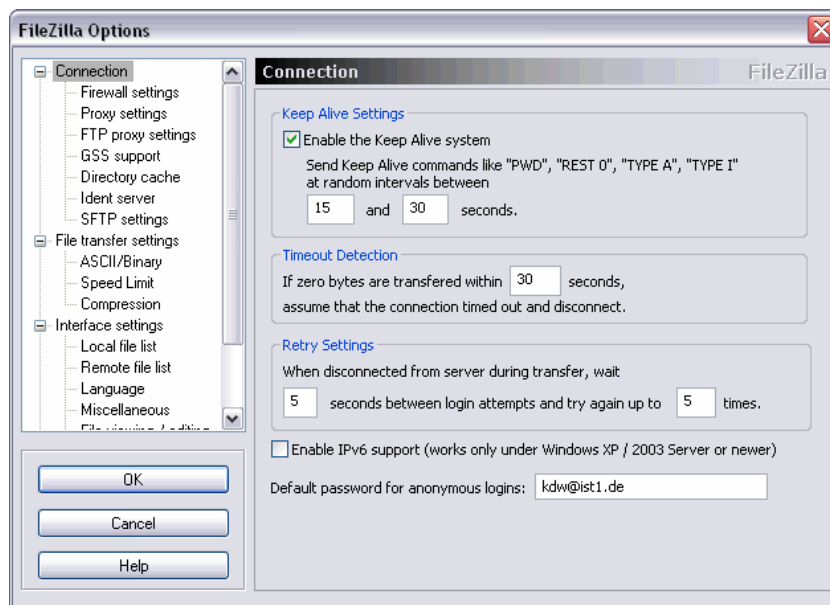 FileZilla Options
Connection
Firewall settings
Proxy settings
FTP proxy settings
GSS support
Directory cache
Ident server
SFTP settings
File transfer settings
ASCII/Binary
Speed Limit
Compression
Interface settings
Local file list
Remote file list
Language
Miscellaneous
File viewing / editing
OK
Cancel
Help
Connection
FileZilla
Keep Alive Settings
Enable the Keep Alive system
Send Keep Alive commands like "PWD", "REST 0", "TYPE A", "TYPE I"
at random intervals between
15 and 30 seconds.
Timeout Detection
If zero bytes are transfered within 30 seconds,
assume that the connection timed out and disconnect.
Retry Settings
When disconnected from server during transfer, wait
5 seconds between login attempts and try again up to 5 times.
Enable IPv6 support (works only under Windows XP / 2003 Server or newer)
Default password for anonymous logins: kdw@ist1.de